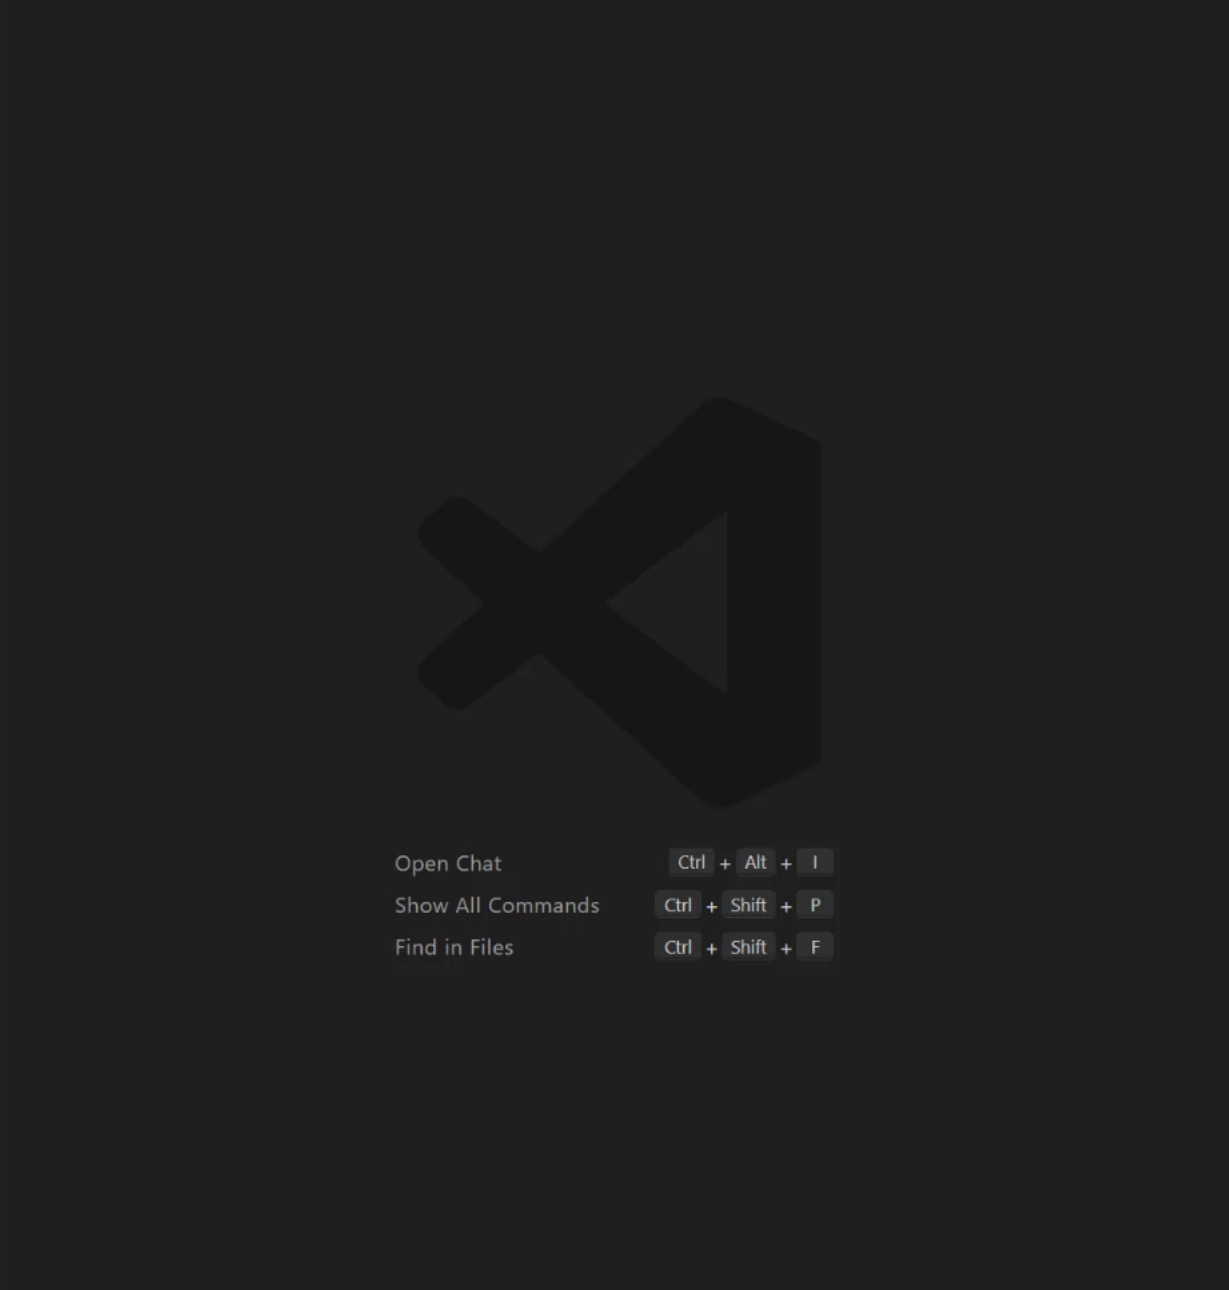 Open Chat Ctrl + Alt + I
Show All Commands Ctrl + Shift + P
Find in Files Ctrl + Shift + F